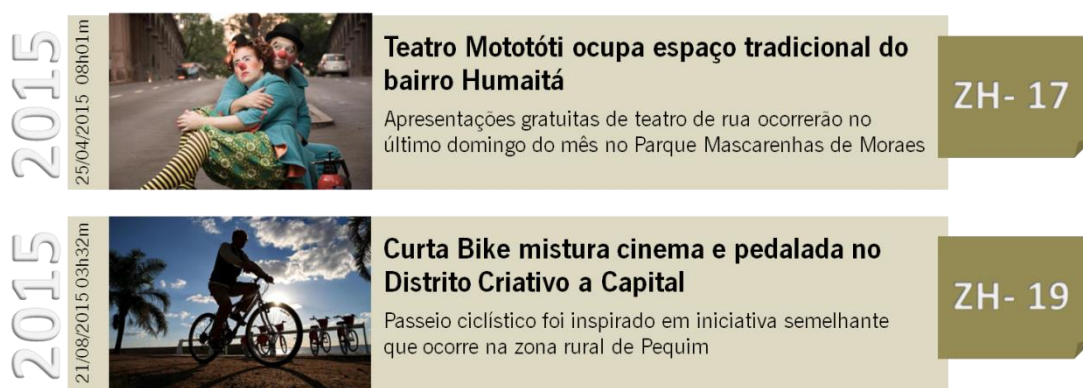 2015
25/04/2015 08h01m
Teatro Mototóti ocupa espaço tradicional do
bairro Humaitá
Apresentações gratuitas de teatro de rua ocorrerão no
último domingo do mês no Parque Mascarenhas de Moraes
ZH- 17
2015
21/08/2015 03h32m
Curta Bike mistura cinema e pedalada no
Distrito Criativo a Capital
Passeio ciclístico foi inspirado em iniciativa semelhante
que ocorre na zona rural de Pequim
ZH- 19